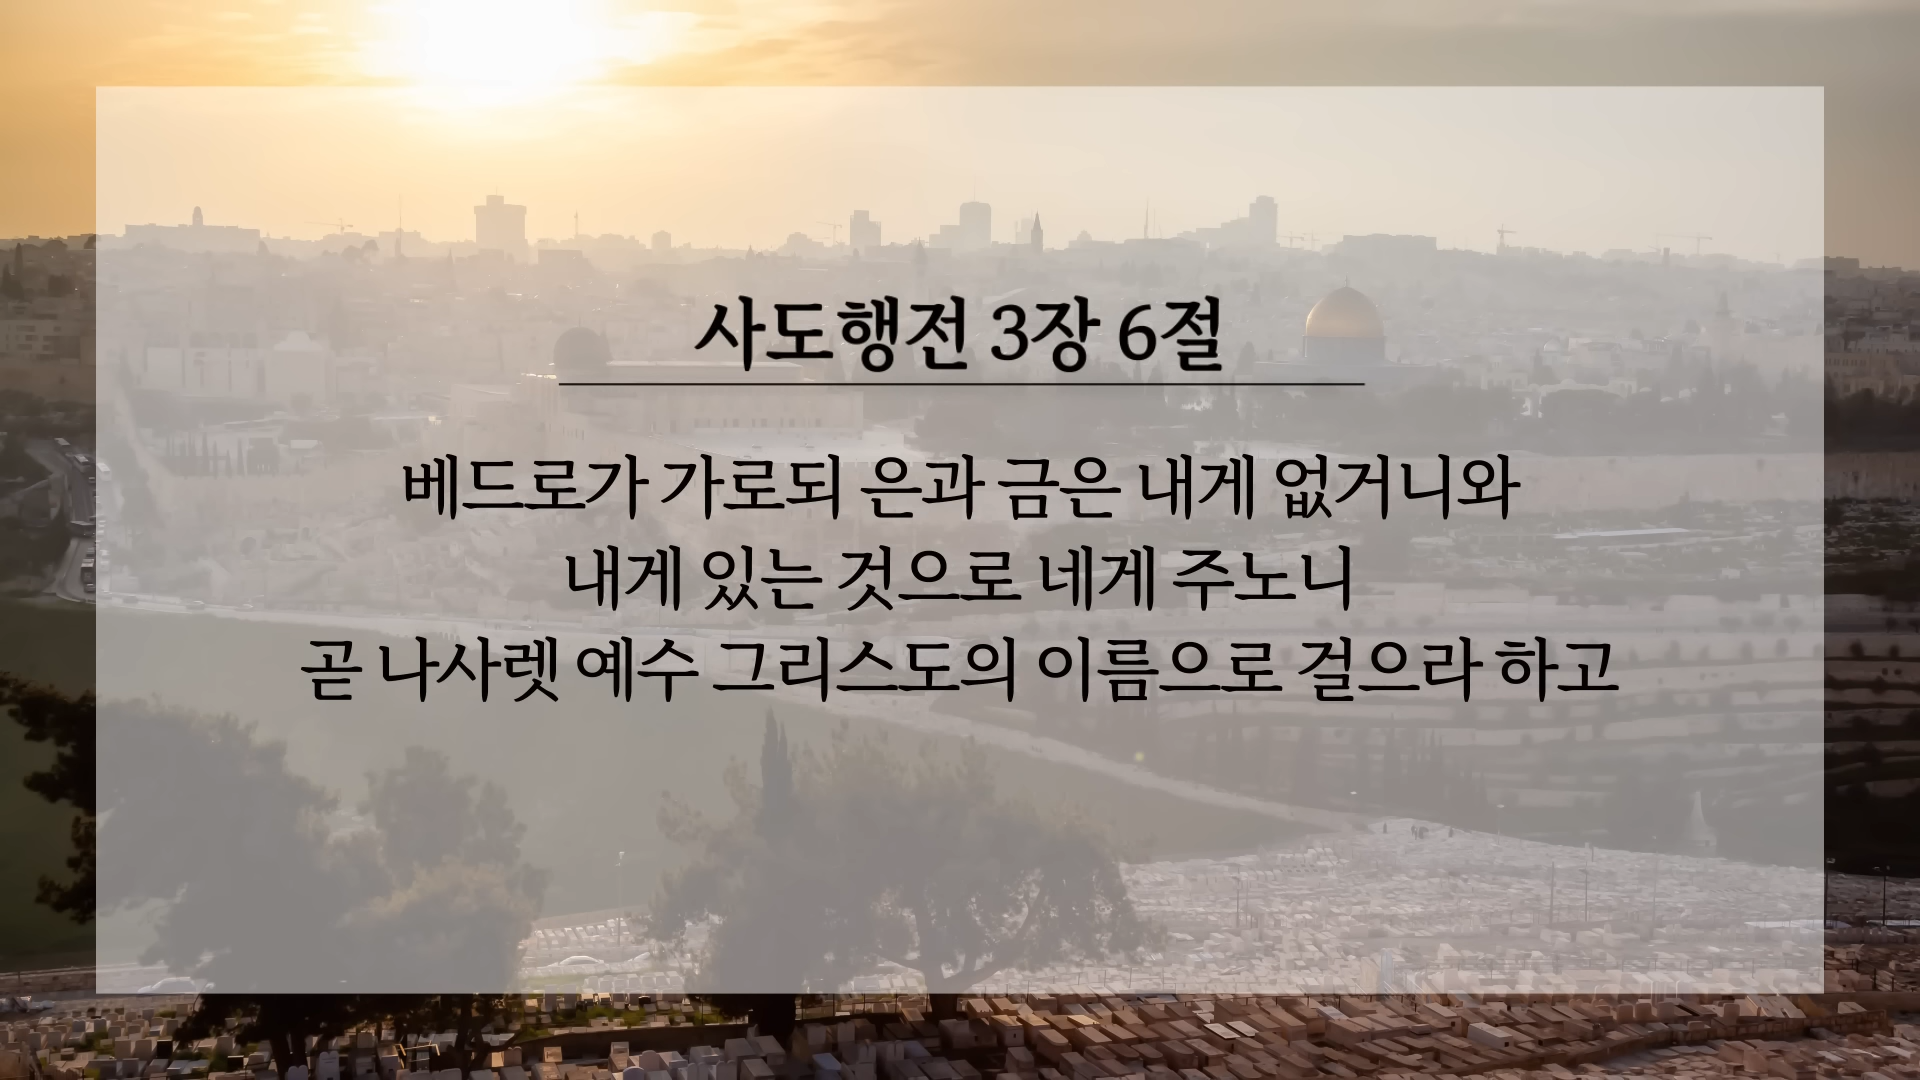 사도행전 3장 6절
베드로가 가로되 은과 금은 내게 없거니와
내게 있는 것으로 네게 주노니
곧 나사렛 예수 그리스도의 이름으로 걸으라 하고